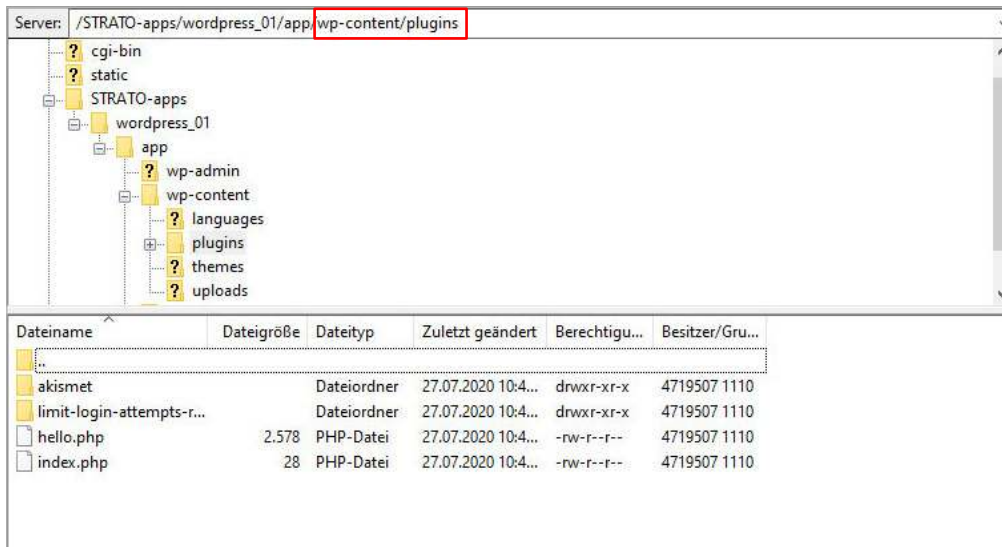 Server: /STRATO-apps/wordpress_01/app/wp-content/plugins
? cgi-bin
? static
STRATO-apps
wordpress_01
app
? wp-admin
wp-content
? languages
plugins
? themes
? uploads
Dateiname Dateigröße Dateityp Zuletzt geändert Berechtigu... Besitzer/Gru...
..
akismet Dateiordner 27.07.2020 10:4... drwxr-xr-x 4719507 1110
limit-login-attempts-r... Dateiordner 27.07.2020 10:4... drwxr-xr-x 4719507 1110
hello.php 2.578 PHP-Datei 27.07.2020 10:4... -rw-r--r-- 4719507 1110
index.php 28 PHP-Datei 27.07.2020 10:4... -rw-r--r-- 4719507 1110